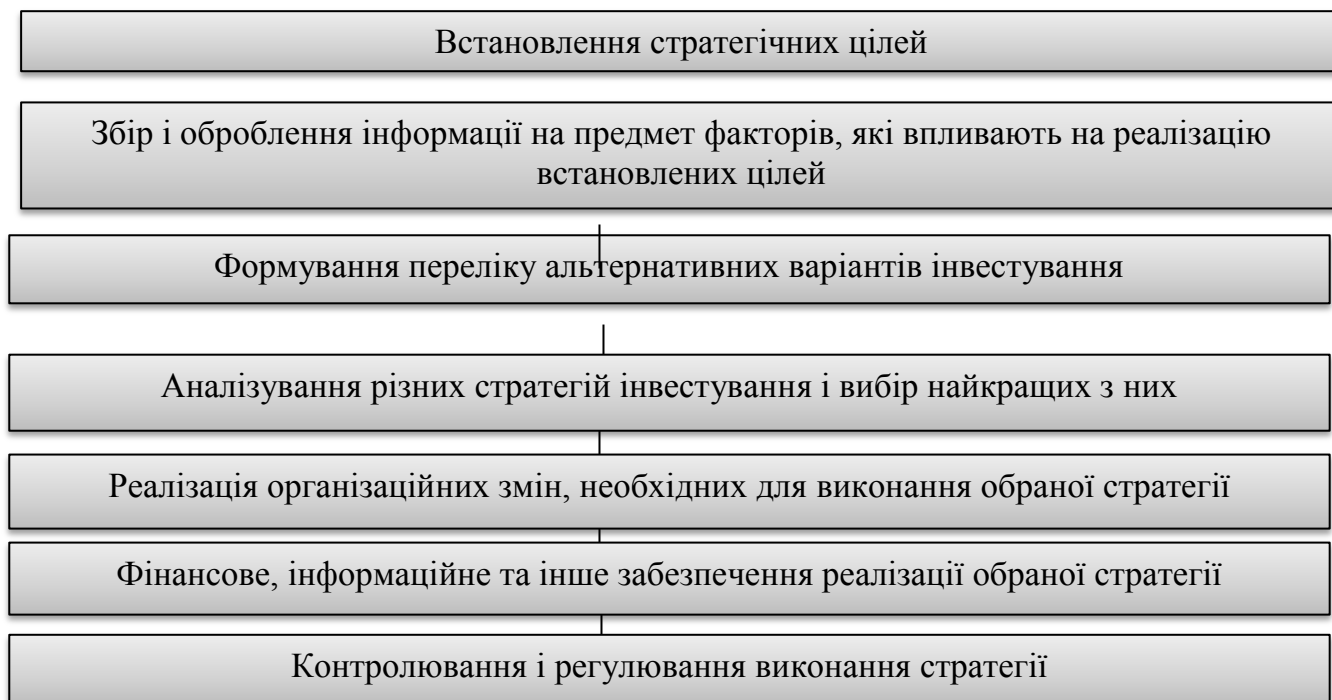 Встановлення стратегічних цілей
Збір і оброблення інформації на предмет факторів, які впливають на реалізацію
встановлених цілей
Формування переліку альтернативних варіантів інвестування
Аналізування різних стратегій інвестування і вибір найкращих з них
Реалізація організаційних змін, необхідних для виконання обраної стратегії
Фінансове, інформаційне та інше забезпечення реалізації обраної стратегії
Контролювання і регулювання виконання стратегії